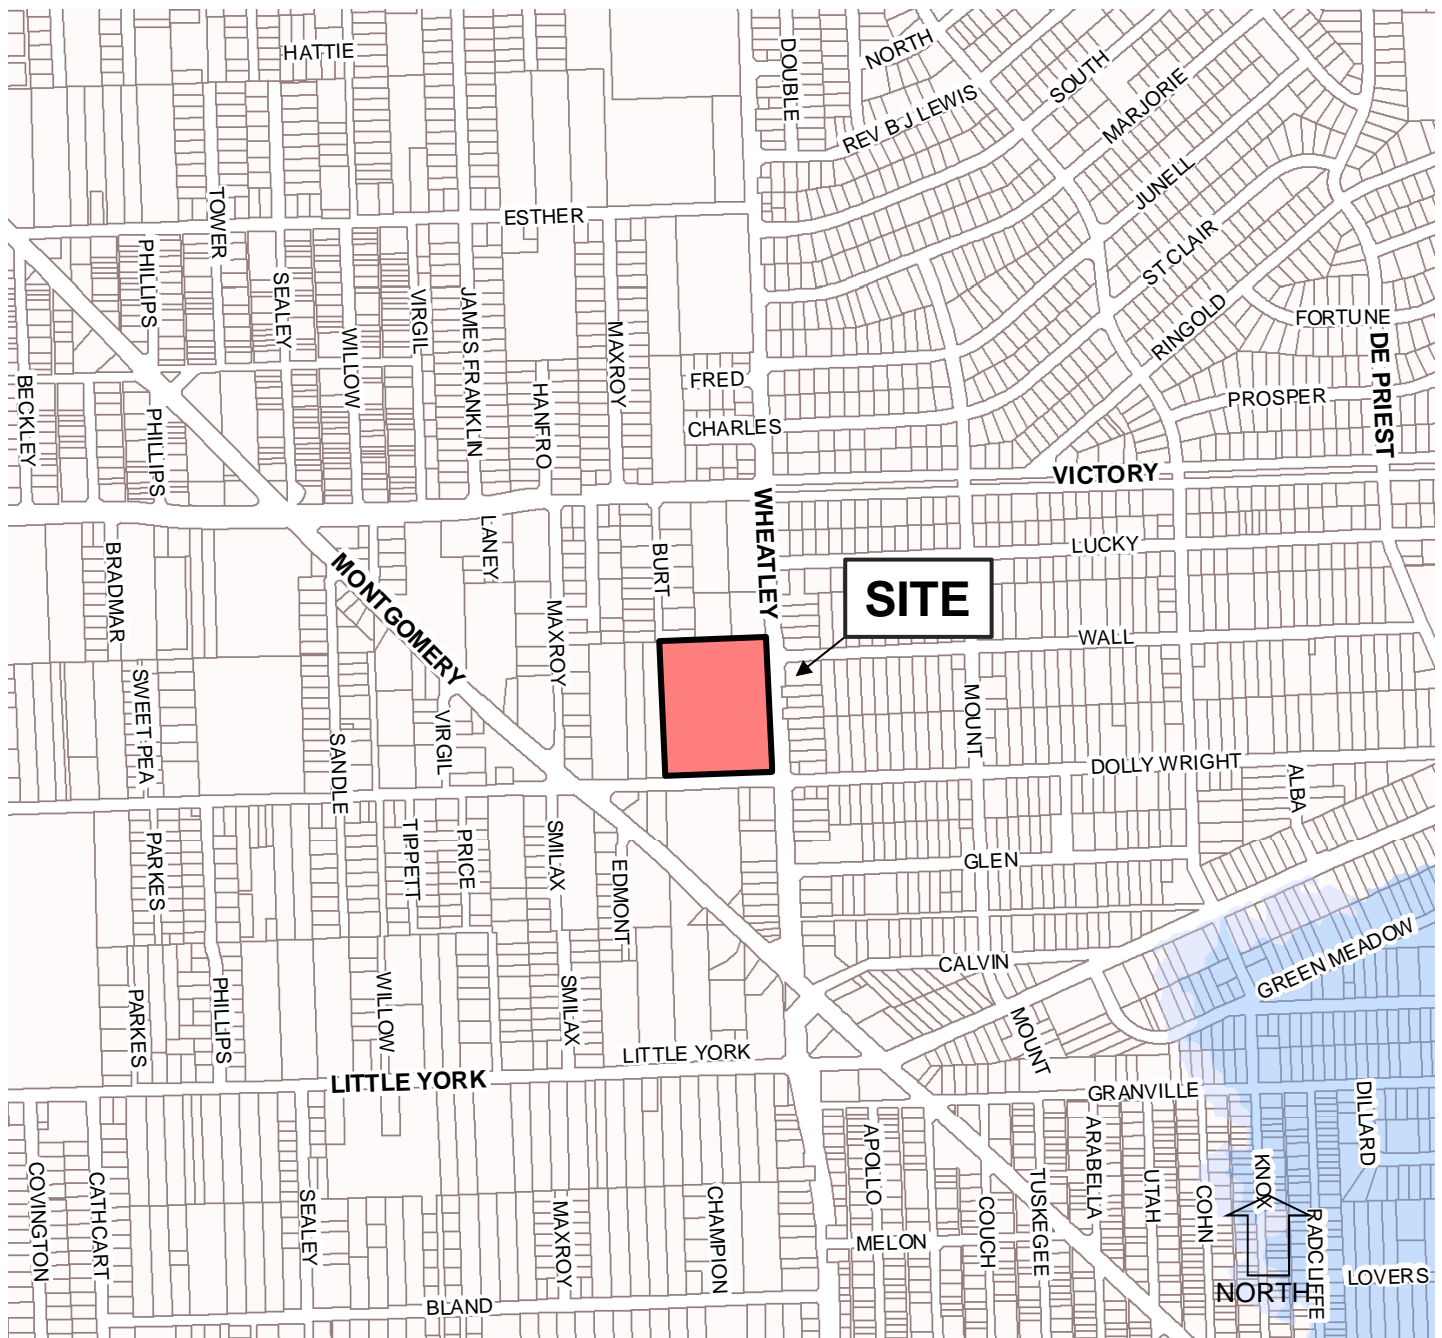 HATTIE
DOUBLE
NORTH
SOUTH
REV B J LEWIS
MARJORIE
JUNELL
TOWER
ESTHER
PHILLIPS
ST CLAIR
SEALEY
VIRGIL
JAMES FRANKLIN
WILLOW
MAXROY
RINGOLD
FORTUNE
DE PRIEST
BECKLEY
PHILLIPS
HANFRO
FRED
PROSPER
CHARLES
VICTORY
WHEATLEY
LANEY
BURT
LUCKY
BRADMAR
MONTGOMERY
SITE
MAXROY
WALL
SWEET PEA
VIRGIL
SANDLE
MOUNT
DOLLY WRIGHT
ALBA
PARKES
TIPPETT
PRICE
SMILAX
EDMONT
GLEN
GREEN MEADOW
CALVIN
PARKES
PHILLIPS
WILLOW
SMILAX
MOUNT
LITTLE YORK
LITTLE YORK
GRANVILLE
DILLARD
APOLLO
ARABELLA
COVINGTON
CATHCART
SEALEY
MAXROY
CHAMPION
COUCH
TUSKEGEE
UTAH
COHN
KNOX
RADCLIFFE
MELON
LOVERS
NORTH
BLAND